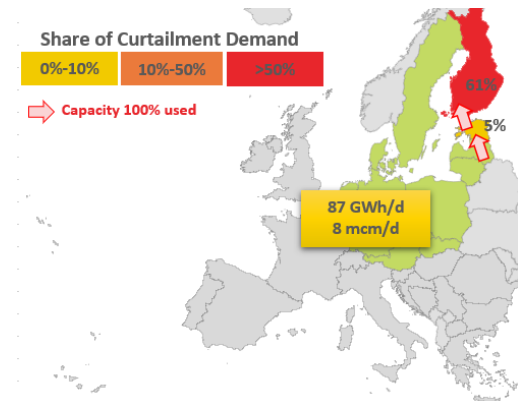 Share of Curtailment Demand
0%-10% 10%-50% >50%
Capacity 100% used
61%
5%
87 GWh/d
8 mcm/d